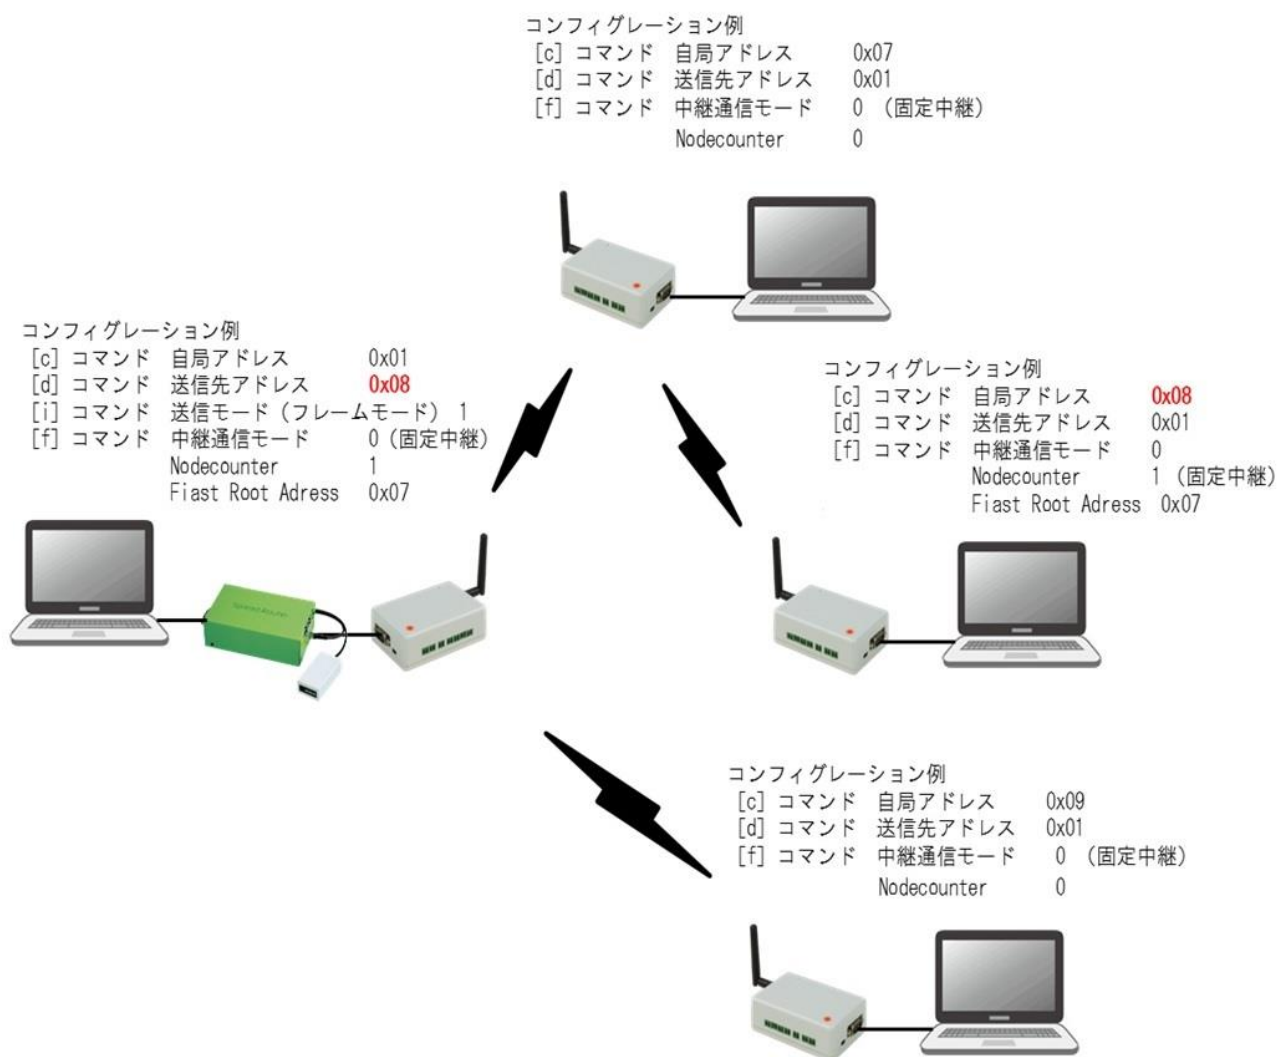 コンフィグレーション例
[c] コマンド 自局アドレス 0x07
[d] コマンド 送信先アドレス 0x01
[f] コマンド 中継通信モード 0 (固定中継)
Nodecounter 0
コンフィグレーション例
[c] コマンド 自局アドレス 0x01
[d] コマンド 送信先アドレス 0x08
[i] コマンド 送信モード(フレームモード) 1
[f] コマンド 中継通信モード 0(固定中継)
Nodecounter 1
Fiast Root Adress 0x07
コンフィグレーション例
[c] コマンド 自局アドレス 0x08
[d] コマンド 送信先アドレス 0x01
[f] コマンド 中継通信モード 0
Nodecounter 1 (固定中継)
Fiast Root Adress 0x07
コンフィグレーション例
[c] コマンド 自局アドレス 0x09
[d] コマンド 送信先アドレス 0x01
[f] コマンド 中継通信モード 0 (固定中継)
Nodecounter 0